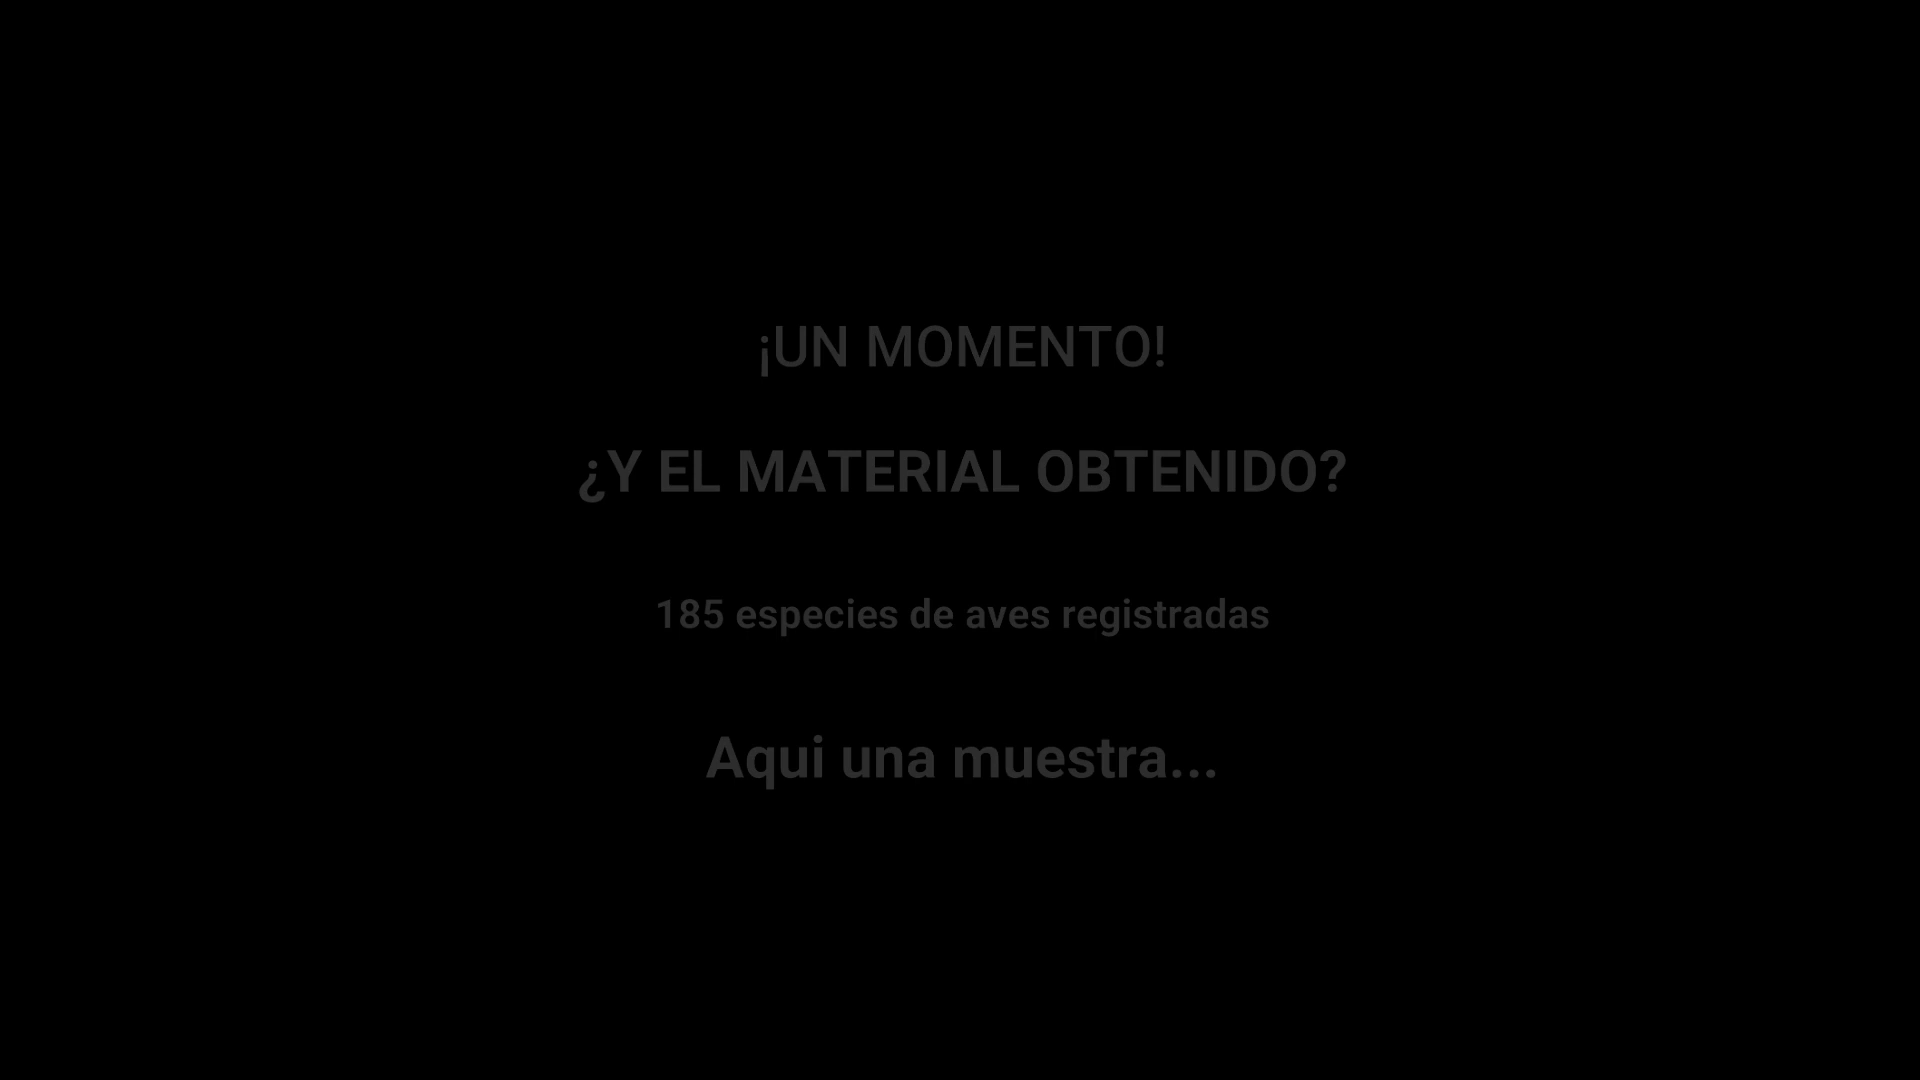 ¡UN MOMENTO!
¿Y EL MATERIAL OBTENIDO?
185 especies de aves registradas
Aqui una muestra...